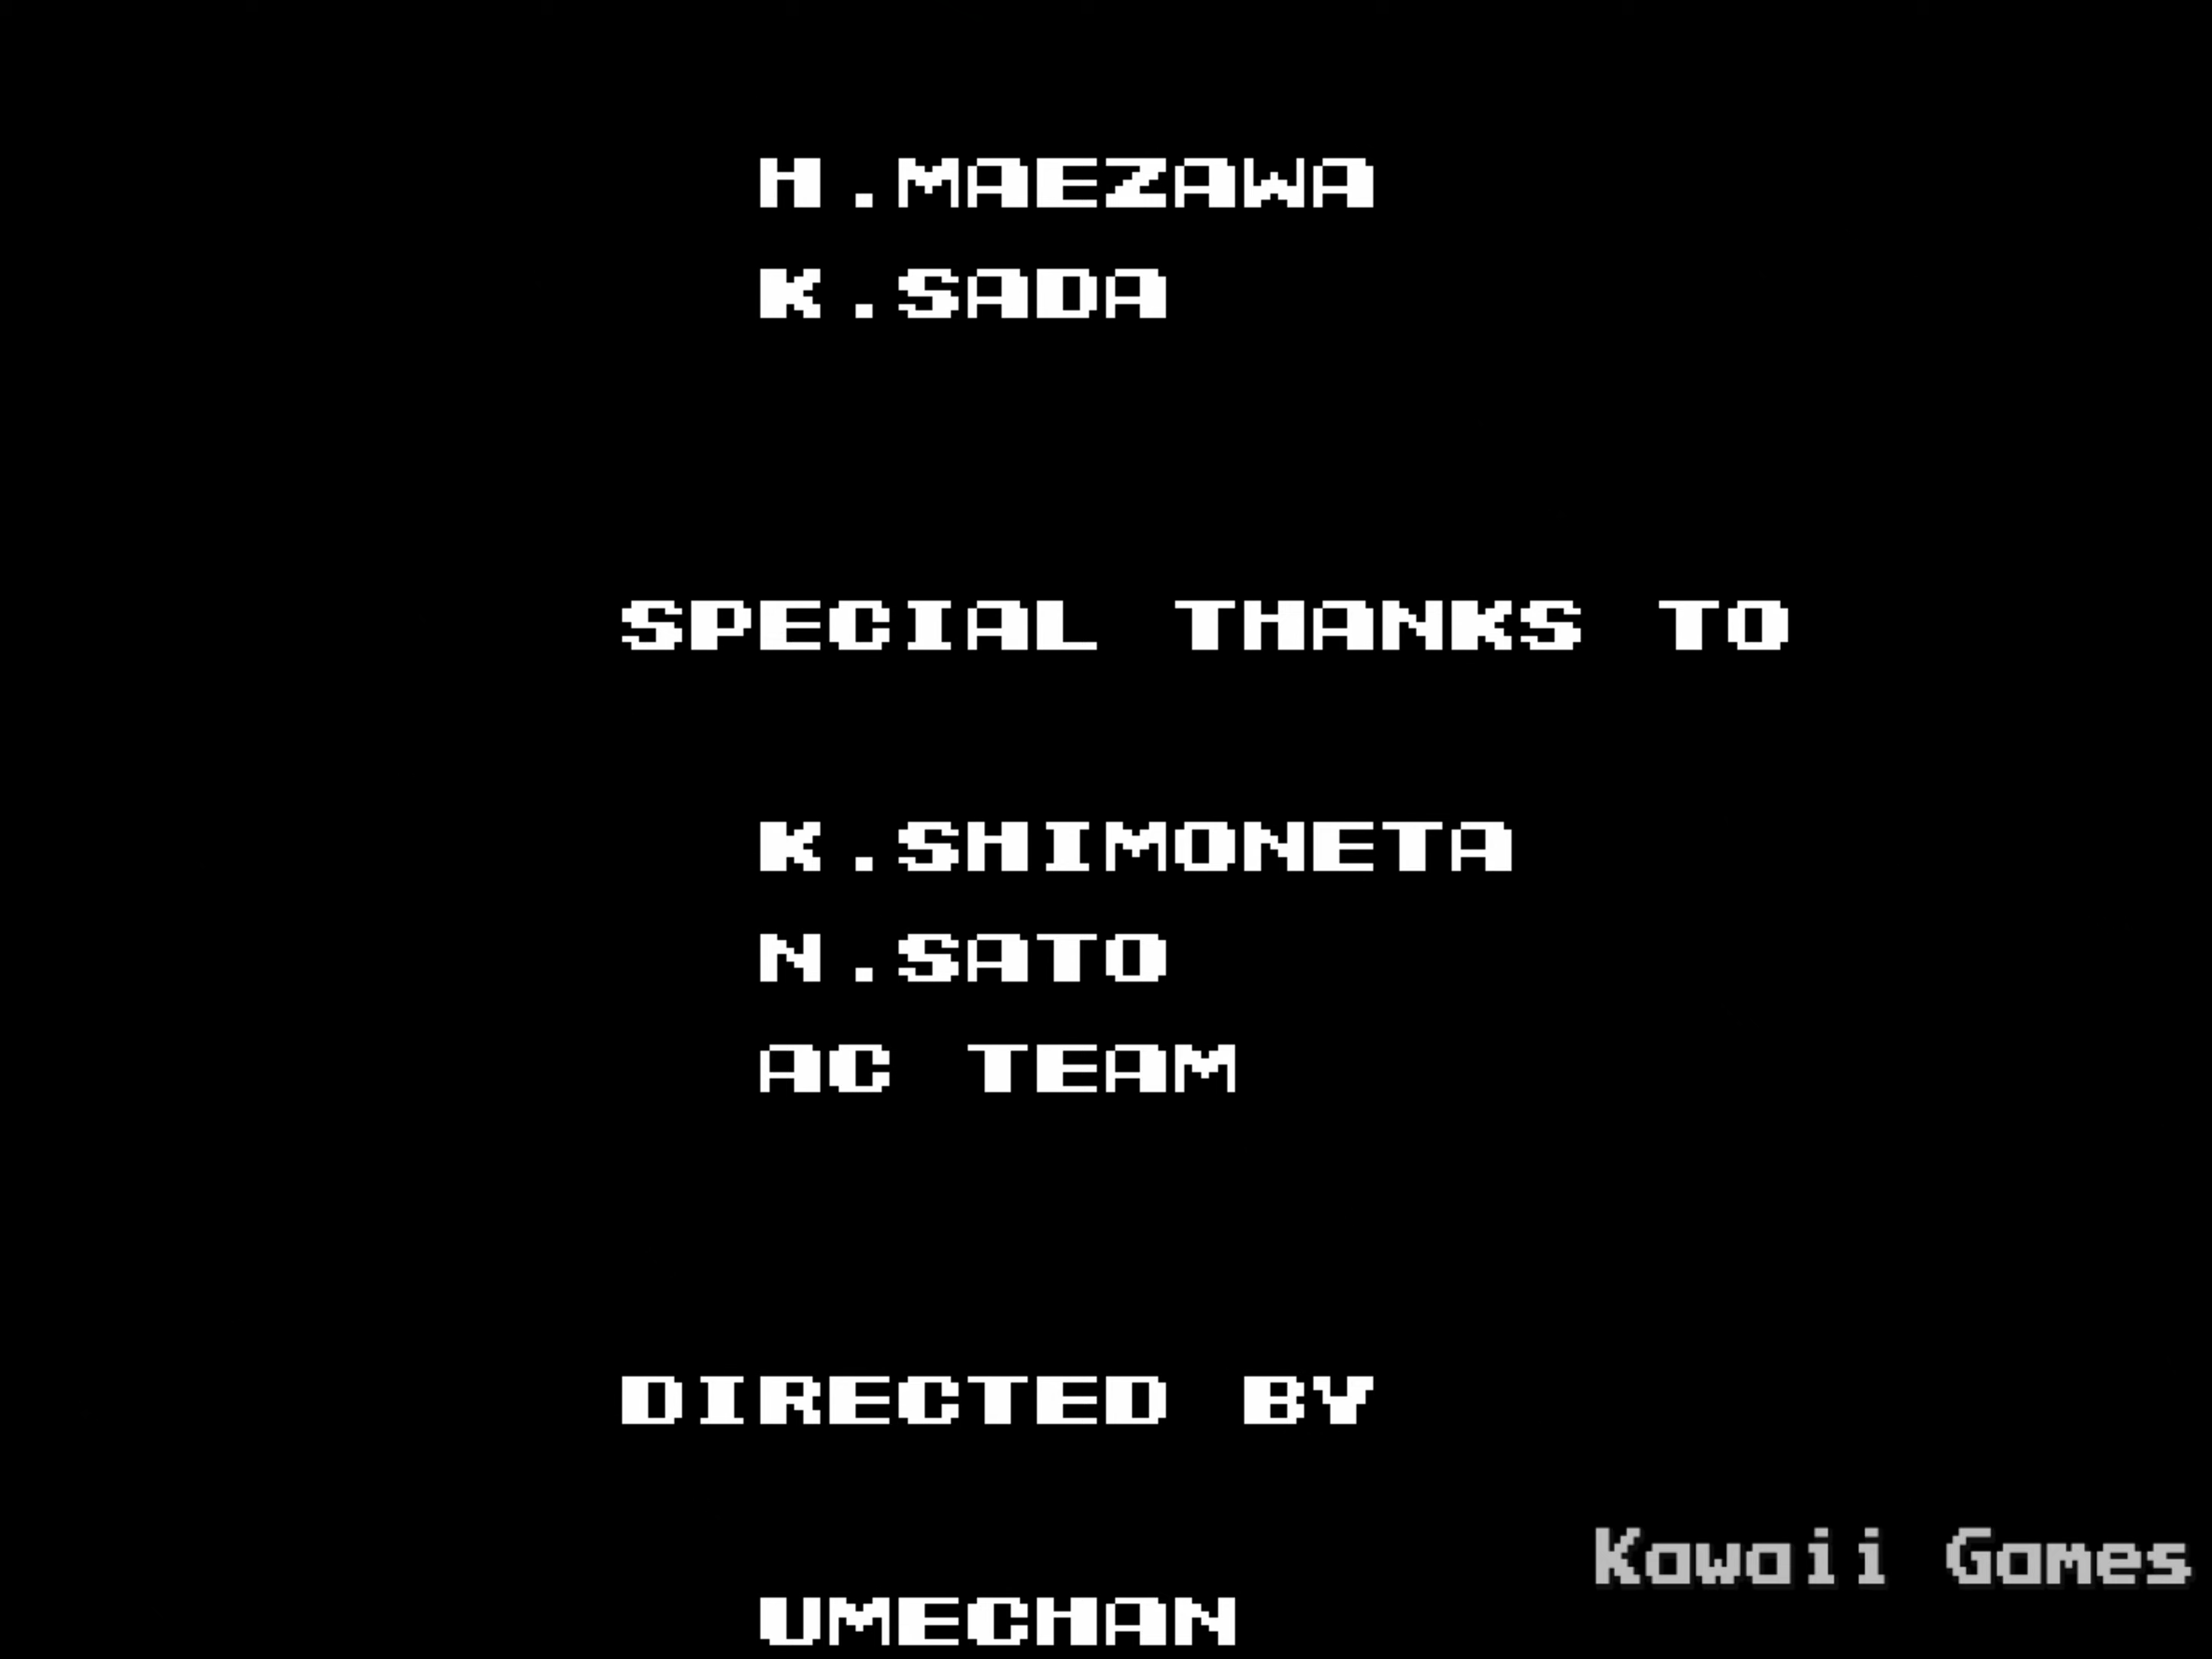 H.MAEZAWA
K.SADA
SPECIAL THANKS TO
K.SHIMONETA
N.SATO
AC TEAM
DIRECTED BY
UMECHAN
Kawaii Games